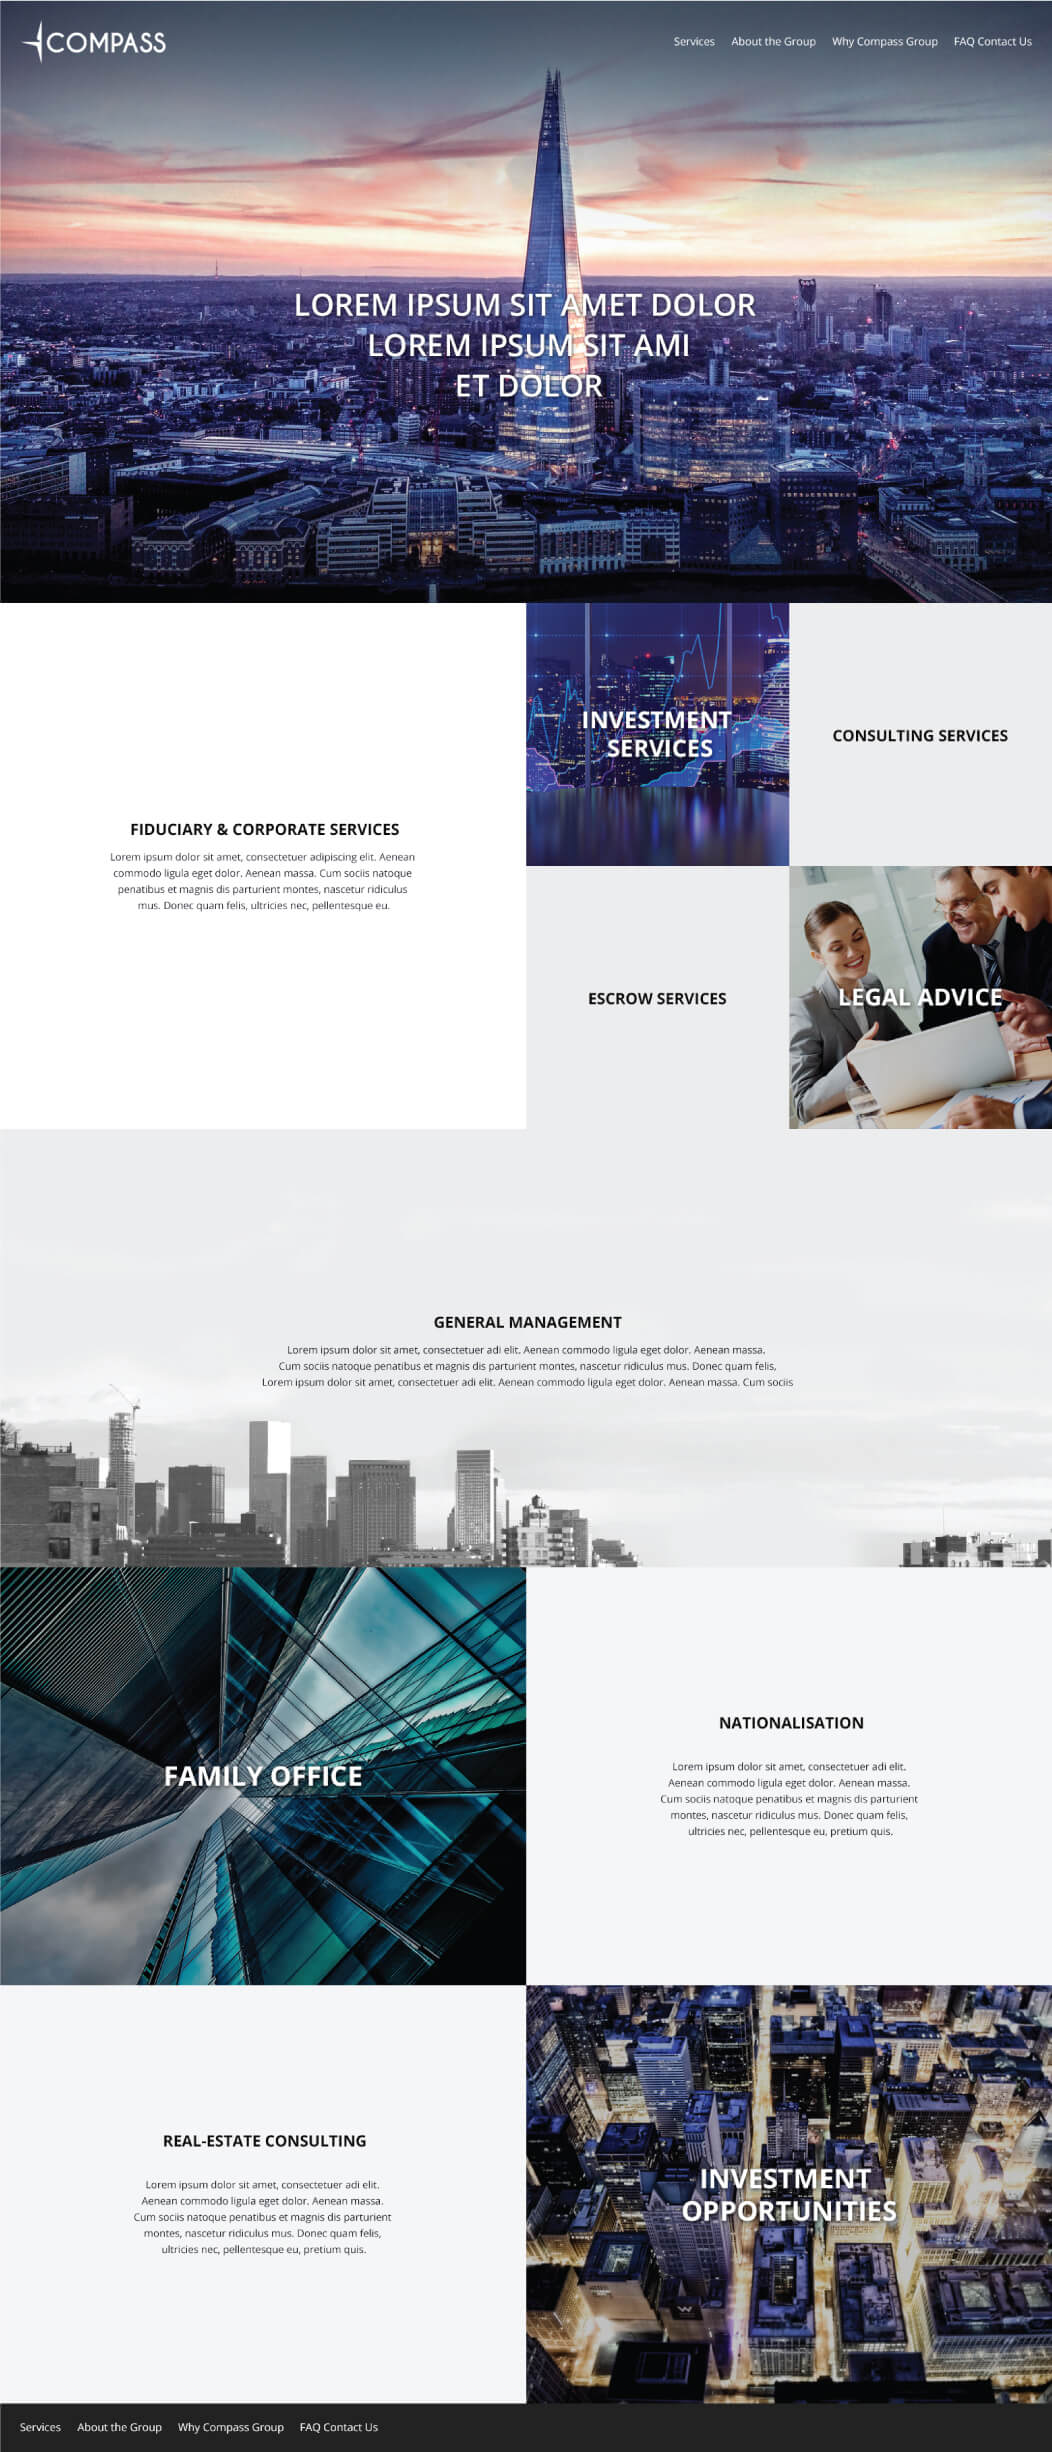 COMPASS
Services About the Group Why Compass Group FAQ Contact Us
LOREM IPSUM SIT AMET DOLOR
LOREM IPSUM SIT AMI
ET DOLOR
FIDUCIARY & CORPORATE SERVICES
Lorem ipsum dolor sit amet, consectetuer adipiscing elit. Aenean
commodo ligula eget dolor. Aenean massa. Cum sociis natoque
penatibus et magnis dis parturient montes, nascetur ridiculus
mus. Donec quam felis, ultricies nec, pellentesque eu.
INVESTMENT
SERVICES
CONSULTING SERVICES
ESCROW SERVICES
LEGAL ADVICE
GENERAL MANAGEMENT
Lorem ipsum dolor sit amet, consectetuer adi elit. Aenean commodo ligula eget dolor. Aenean massa.
Cum sociis natoque penatibus et magnis dis parturient montes, nascetur ridiculus mus. Donec quam felis,
Lorem ipsum dolor sit amet, consectetuer adi elit. Aenean commodo ligula eget dolor. Aenean massa. Cum sociis
FAMILY OFFICE
NATIONALISATION
Lorem ipsum dolor sit amet, consectetuer adi elit.
Aenean commodo ligula eget dolor. Aenean massa.
Cum sociis natoque penatibus et magnis dis parturient
montes, nascetur ridiculus mus. Donec quam felis,
ultricies nec, pellentesque eu, pretium quis.
REAL-ESTATE CONSULTING
Lorem ipsum dolor sit amet, consectetuer adi elit.
Aenean commodo ligula eget dolor. Aenean massa.
Cum sociis natoque penatibus et magnis dis parturient
montes, nascetur ridiculus mus. Donec quam felis,
ultricies nec, pellentesque eu, pretium quis.
INVESTMENT
OPPORTUNITIES
W
Services About the Group Why Compass Group FAQ Contact Us